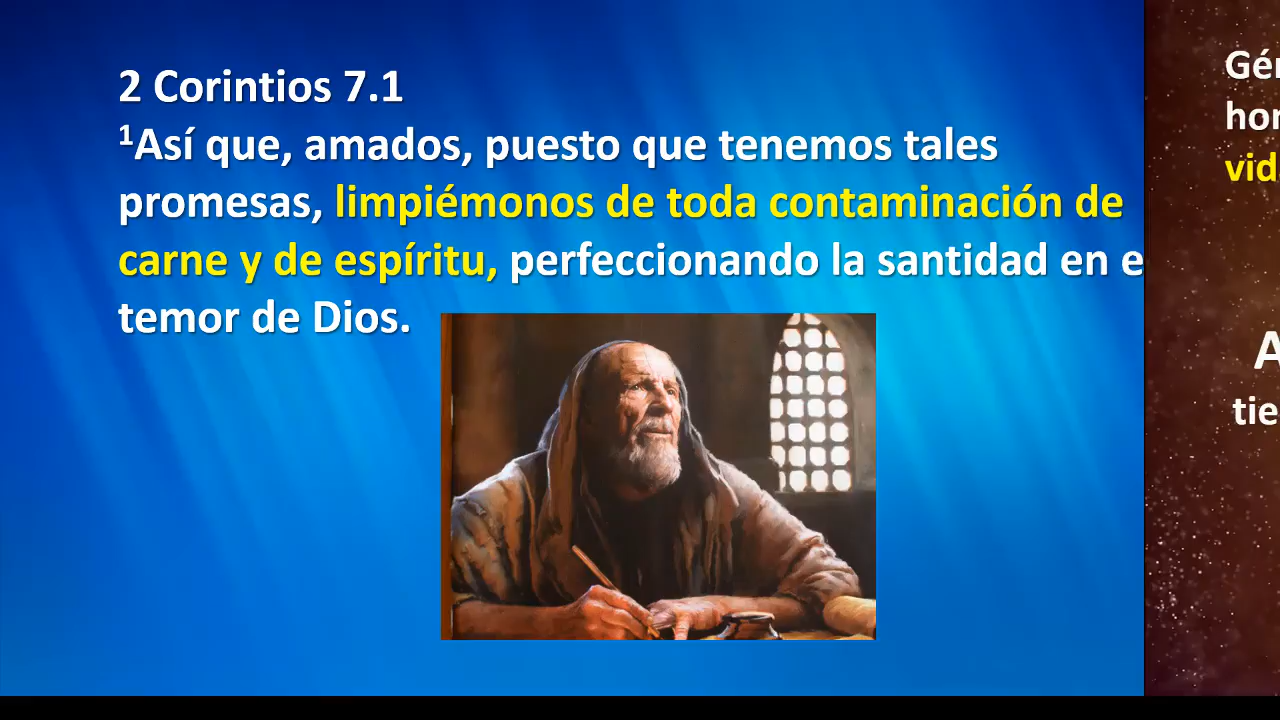 2 Corintios 7.1
¹Así que, amados, puesto que tenemos tales
promesas, limpiémonos de toda contaminación de
carne y de espíritu, perfeccionando la santidad en e
temor de Dios.